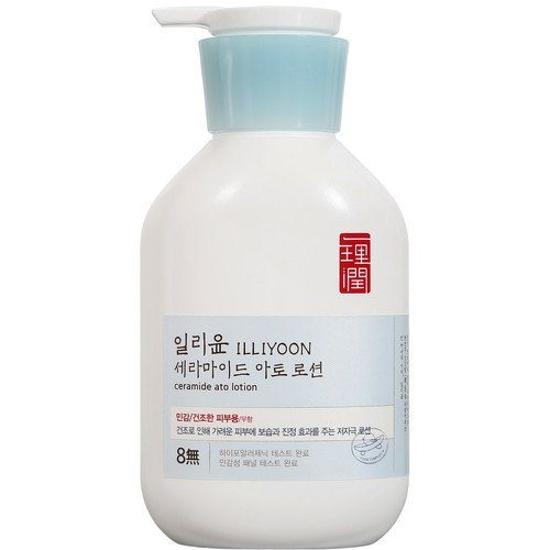 一理潤
일리윤 ILLIYOON
세라마이드 아토 로션
ceramide ato lotion
민감/건조한 피부용/무향
건조로 인해 가려운 피부에 보습과 진정 효과를 주는 저자극 로션
8無
하이포알러제닉 테스트 완료
민감성 패널 테스트 완료